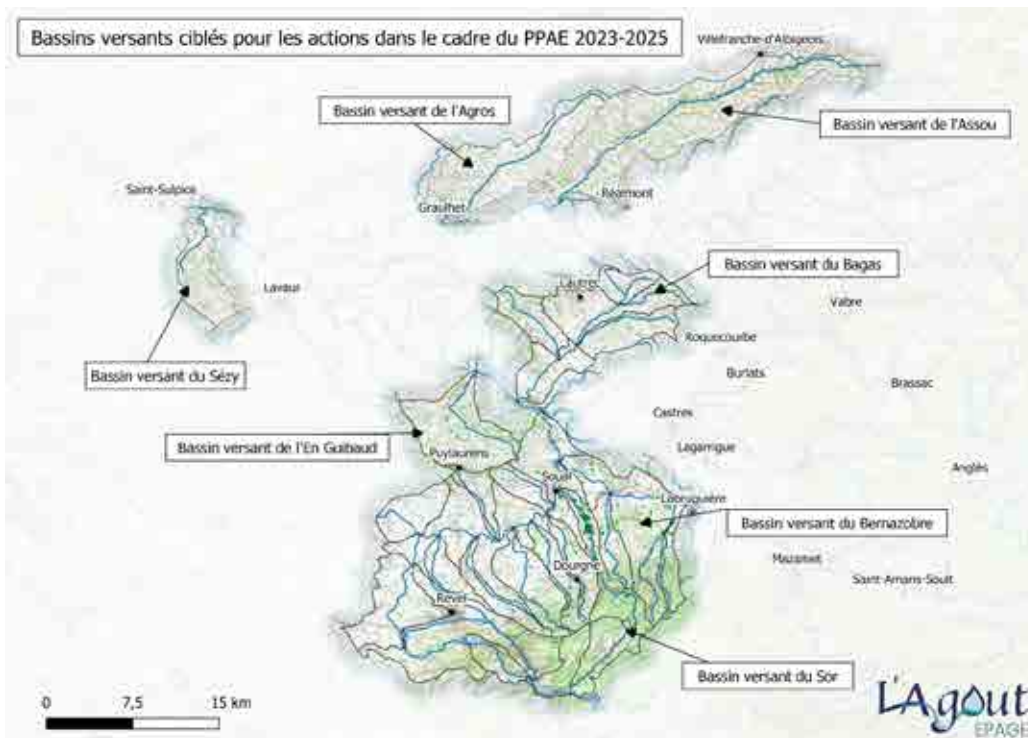 Bassins versants ciblés pour les actions dans le cadre du PPAE 2023-2025
Villefranche-d'Albigeois
Bassin versant de l'Agros
Bassin versant de l'Assou
Saint-Sulpice
Réalmont
Graulhet
Bassin versant du Bagas
Lautrec
Lavaur
Vabre
Roquecourbe
Bassin versant du Sézy
Burlats
Brassac
Castres
Bassin versant de l'En Guibaud
Lagarrigue
Puylaurens
Anglès
Soual
Labruguière
Bassin versant du Bernazobre
Dourgne
Mazamet
Saint-Amans-Soult
Revel
Bassin versant du Sor
0 7,5 15 km
L'Agout
EPAGE